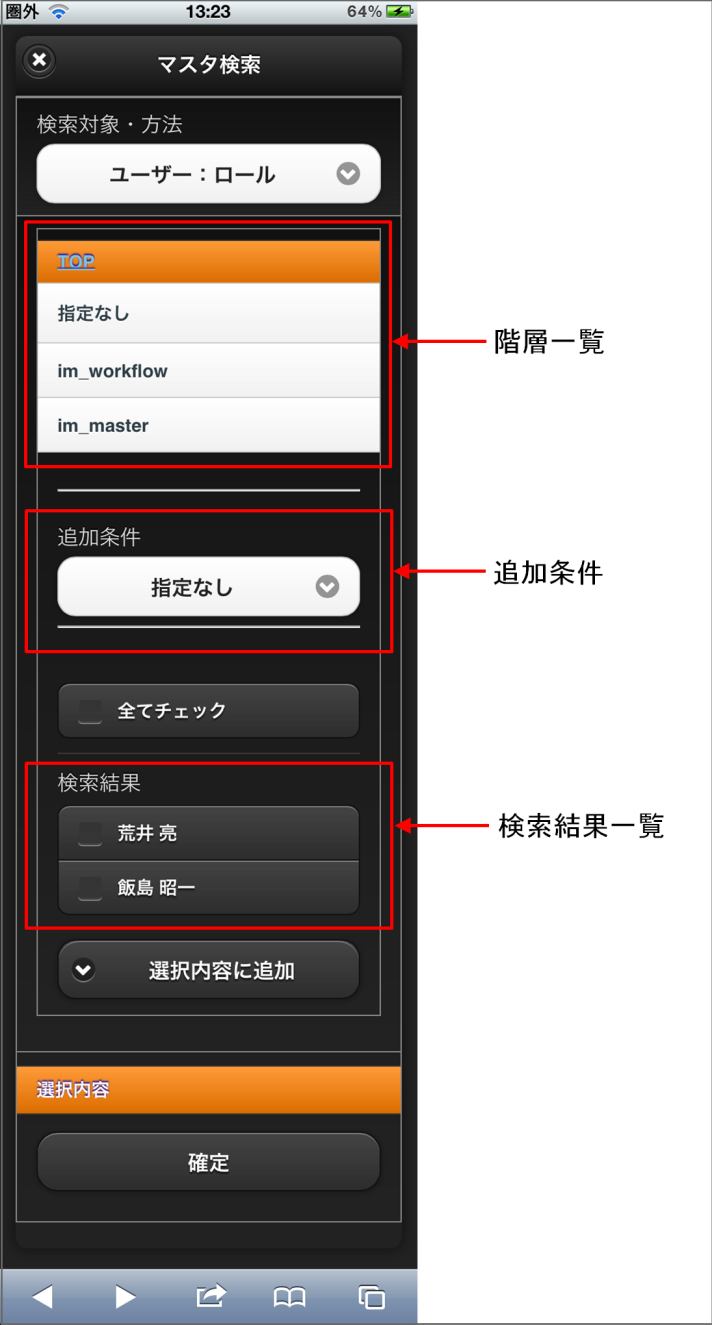 圏外 13:23 64%
マスタ検索
検索対象・方法
ユーザー：ロール
TOP
指定なし
im_workflow
im_master
階層一覧
追加条件
指定なし
追加条件
全てチェック
検索結果
荒井 亮
飯島 昭一
検索結果一覧
選択内容に追加
選択内容
確定